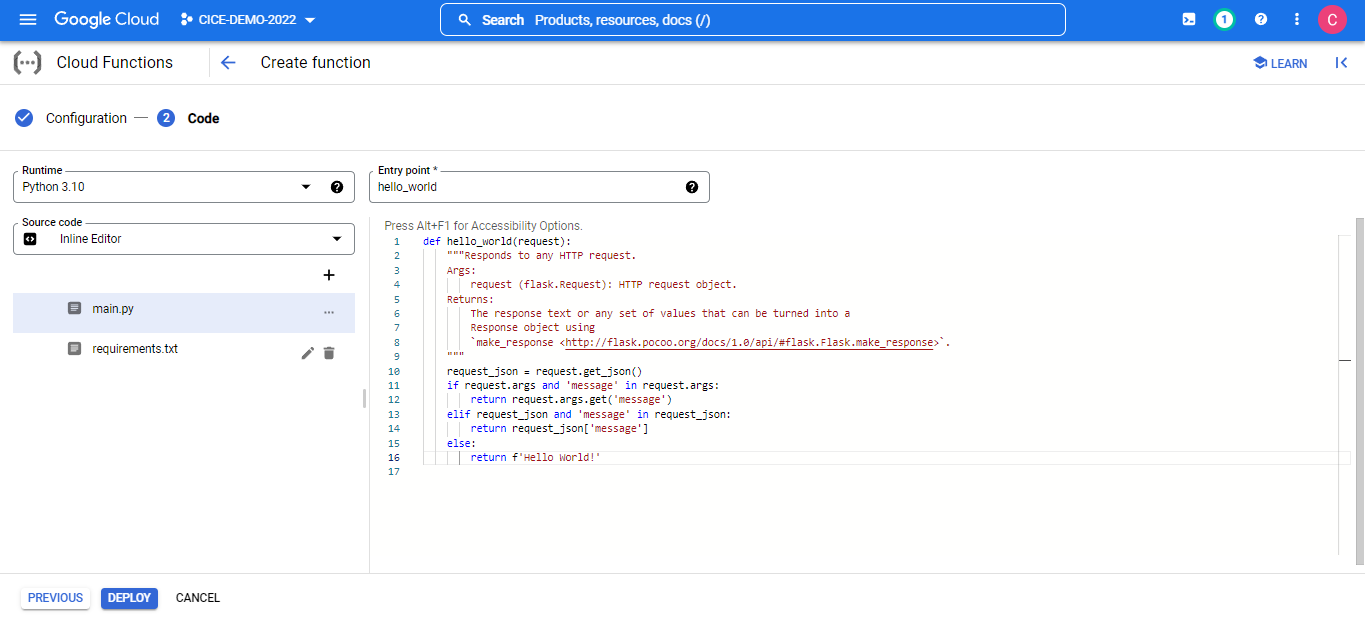 Google Cloud
CICE-DEMO-2022
Search Products, resources, docs (/)
1
?
C
Cloud Functions
Create function
LEARN
Configuration
2
Code
Runtime
Python 3.10
?
Entry point *
hello_world
?
Source code
Inline Editor
+
main.py
...
requirements.txt
Press Alt+F1 for Accessibility Options.
1 def hello_world(request):
2 """Responds to any HTTP request.
3 Args:
4 request (flask.Request): HTTP request object.
5 Returns:
6 The response text or any set of values that can be turned into a
7 Response object using
8 `make_response <http://flask.pocoo.org/docs/1.0/api/#flask.Flask.make_response>`.
9 """
10 request_json = request.get_json()
11 if request.args and 'message' in request.args:
12 return request.args.get('message')
13 elif request_json and 'message' in request_json:
14 return request_json['message']
15 else:
16 return f'Hello World!'
17
PREVIOUS
DEPLOY
CANCEL